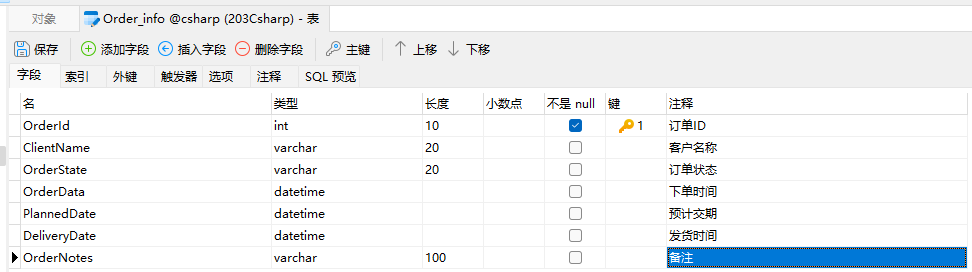 对象 Order_info @csharp (203Csharp) - 表
保存 添加字段 插入字段 删除字段 主键 上移 下移
字段 索引 外键 触发器 选项 注释 SQL 预览
名 类型 长度 小数点 不是 null 键 注释
OrderId int 10 1 订单ID
ClientName varchar 20 客户名称
OrderState varchar 20 订单状态
OrderData datetime 下单时间
PlannedDate datetime 预计交期
DeliveryDate datetime 发货时间
OrderNotes varchar 100 备注